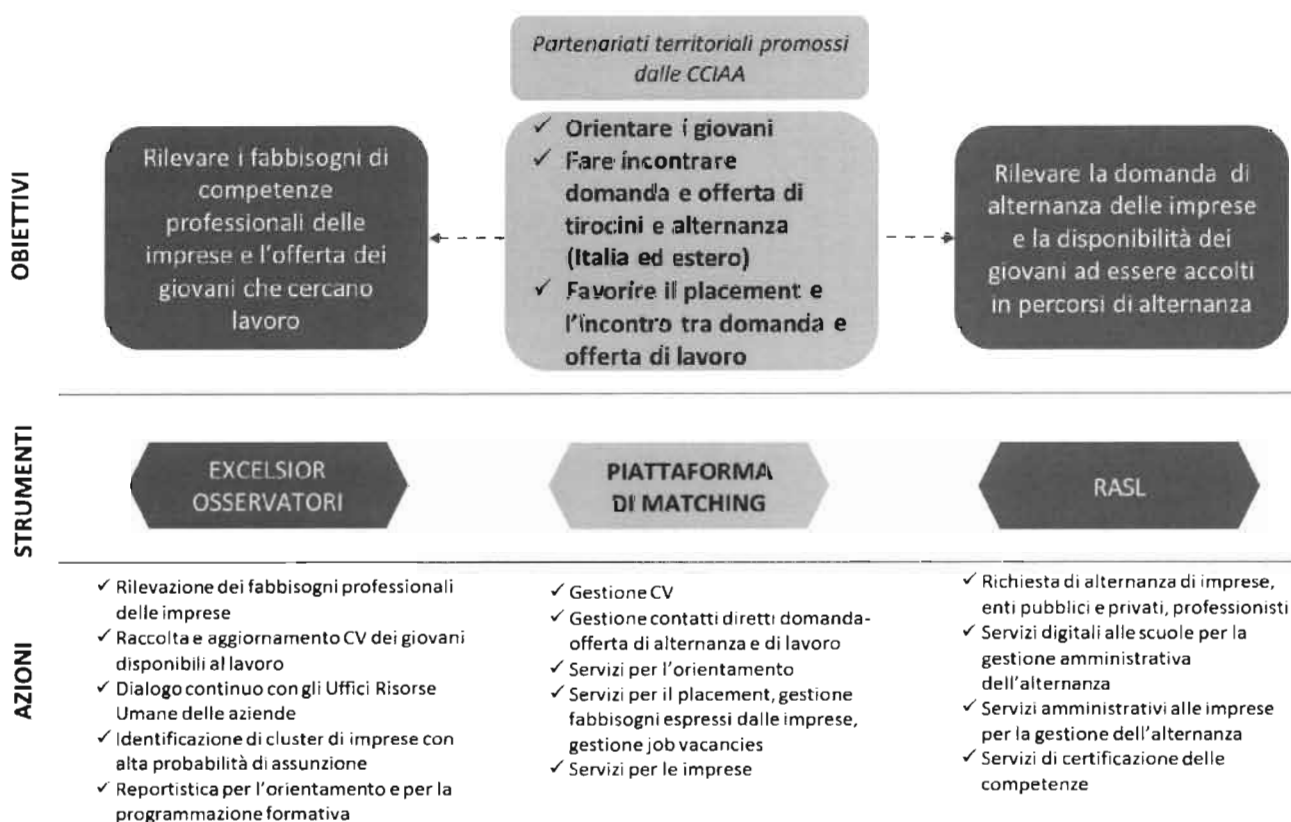 Partenariati territoriali promossi
dalle CCIAA
OBIETTIVI
Rilevare i fabbisogni di
competenze
professionali delle
imprese e l'offerta dei
giovani che cercano
lavoro
✓ Orientare i giovani
✓ Fare incontrare
domanda e offerta di
tirocini e alternanza
(Italia ed estero)
✓ Favorire il placement e
l'incontro tra domanda e
offerta di lavoro
Rilevare la domanda di
alternanza delle imprese
e la disponibilità dei
giovani ad essere accolti
in percorsi di alternanza
STRUMENTI
EXCELSIOR
OSSERVATORI
PIATTAFORMA
DI MATCHING
RASL
AZIONI
✓ Rilevazione dei fabbisogni professionali
delle imprese
✓ Raccolta e aggiornamento CV dei giovani
disponibili al lavoro
✓ Dialogo continuo con gli Uffici Risorse
Umane delle aziende
✓ Identificazione di cluster di imprese con
alta probabilità di assunzione
✓ Reportistica per l'orientamento e per la
programmazione formativa
✓ Gestione CV
✓ Gestione contatti diretti domanda-
offerta di alternanza e di lavoro
✓ Servizi per l'orientamento
✓ Servizi per il placement, gestione
fabbisogni espressi dalle imprese,
gestione job vacancies
✓ Servizi per le imprese
✓ Richiesta di alternanza di imprese,
enti pubblici e privati, professionisti
✓ Servizi digitali alle scuole per la
gestione amministrativa
dell'alternanza
✓ Servizi amministrativi alle imprese
per la gestione dell'alternanza
✓ Servizi di certificazione delle
competenze